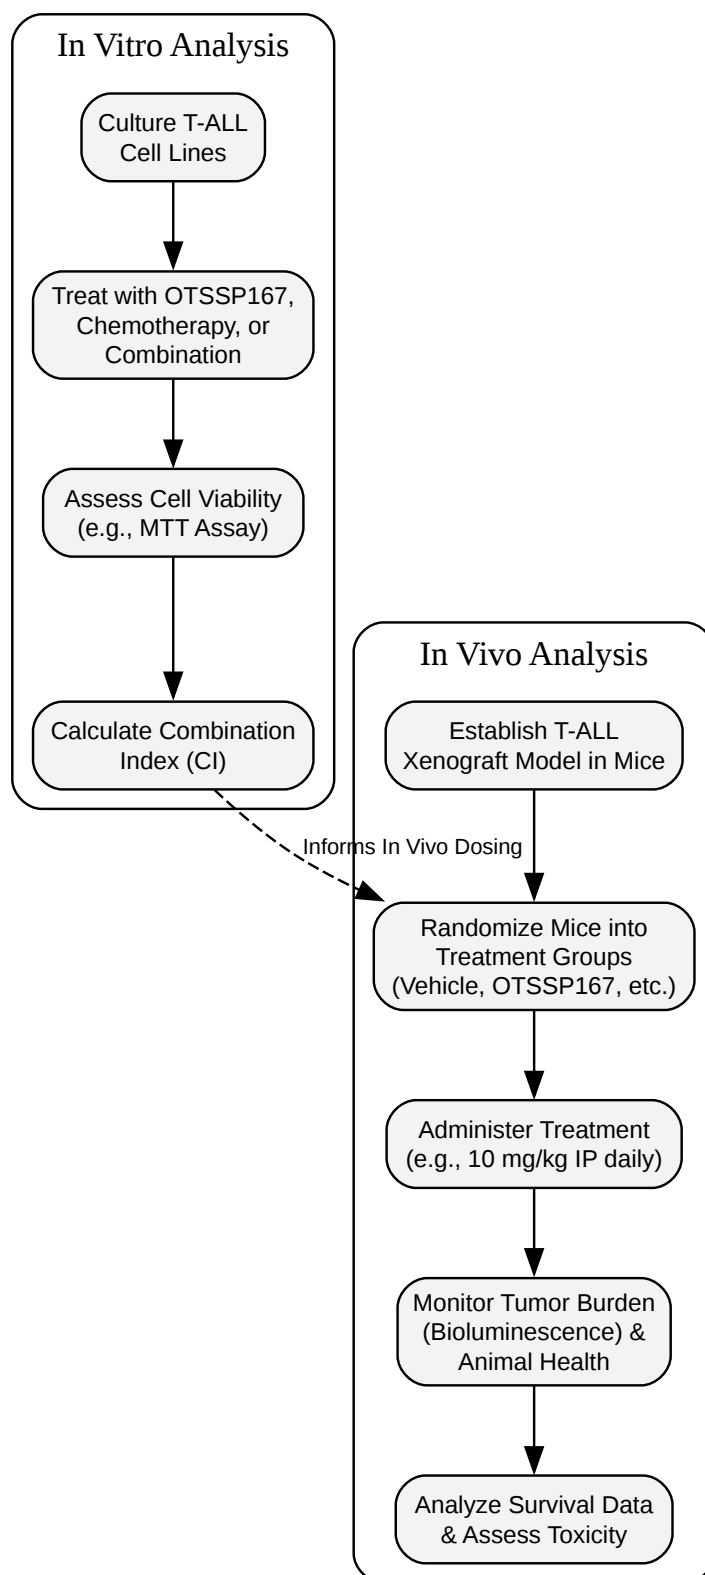 In Vitro Analysis
Culture T-ALL
Cell Lines
Treat with OTSSP167,
Chemotherapy, or
Combination
Assess Cell Viability
(e.g., MTT Assay)
Calculate Combination
Index (CI)
Informs In Vivo Dosing
In Vivo Analysis
Establish T-ALL
Xenograft Model in Mice
Randomize Mice into
Treatment Groups
(Vehicle, OTSSP167, etc.)
Administer Treatment
(e.g., 10 mg/kg IP daily)
Monitor Tumor Burden
(Bioluminescence) &
Animal Health
Analyze Survival Data
& Assess Toxicity